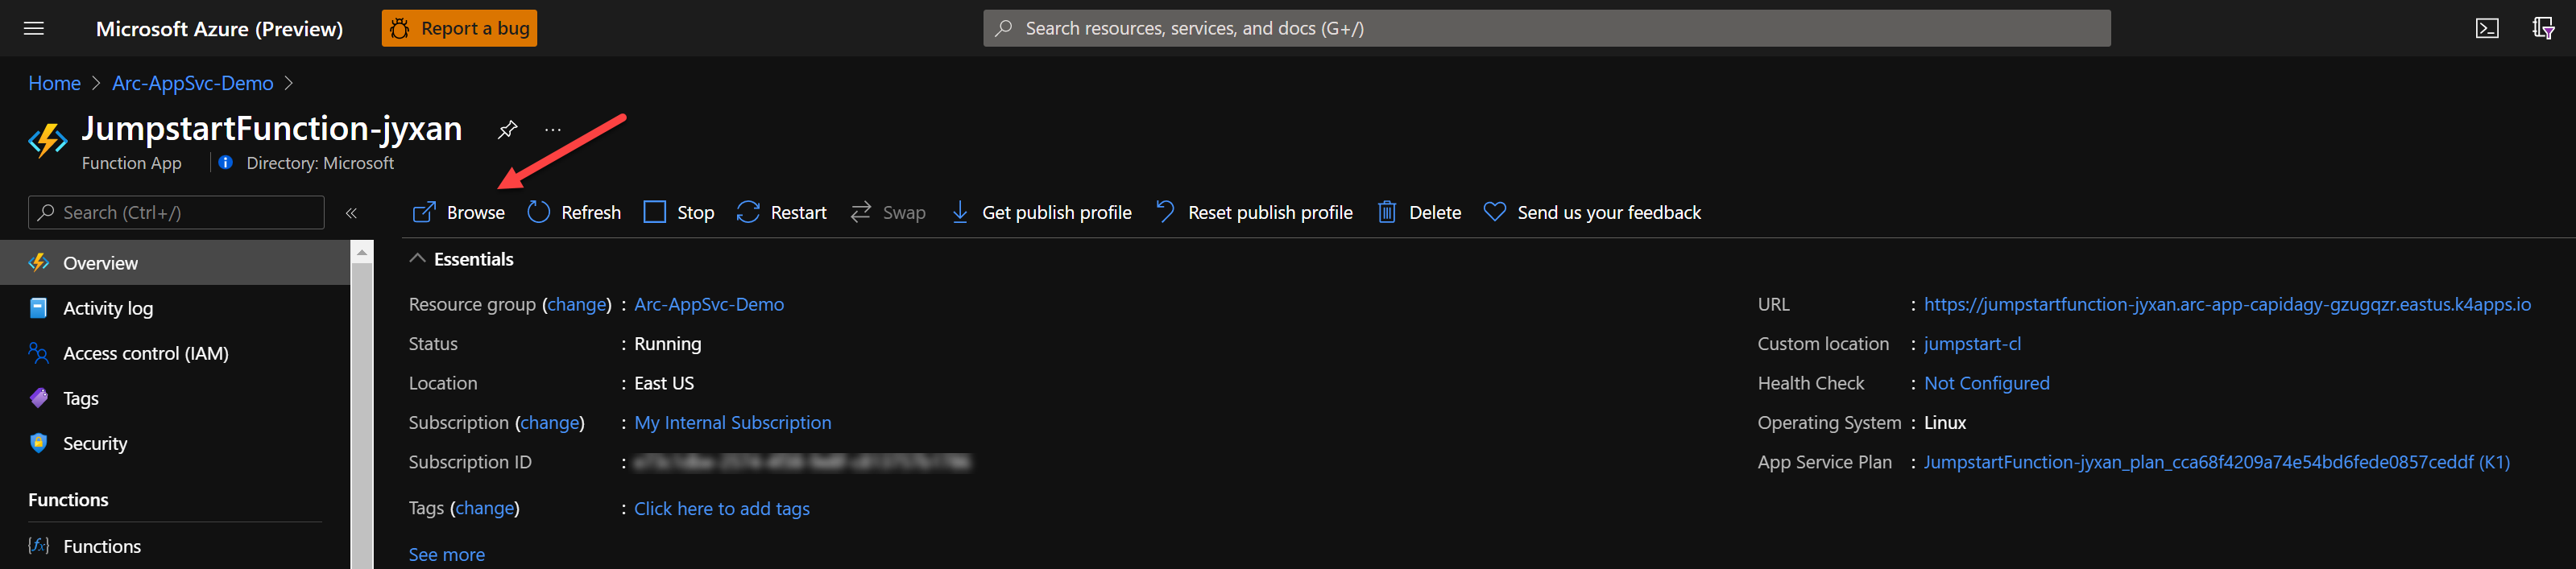 Microsoft Azure (Preview) Report a bug Search resources, services, and docs (G+/)
Home > Arc-AppSvc-Demo >
JumpstartFunction-jyxan ...
Function App | Directory: Microsoft
Search (Ctrl+/) «
Browse Refresh Stop Restart Swap Get publish profile Reset publish profile Delete Send us your feedback
Overview
Activity log
Access control (IAM)
Tags
Security
Functions
Functions
Essentials
Resource group (change) : Arc-AppSvc-Demo
Status : Running
Location : East US
Subscription (change) : My Internal Subscription
Subscription ID :
Tags (change) : Click here to add tags
See more
URL : https://jumpstartfunction-jyxan.arc-app-capidagy-gzugqzr.eastus.k4apps.io
Custom location : jumpstart-cl
Health Check : Not Configured
Operating System : Linux
App Service Plan : JumpstartFunction-jyxan_plan_cca68f4209a74e54bd6fede0857ceddf (K1)